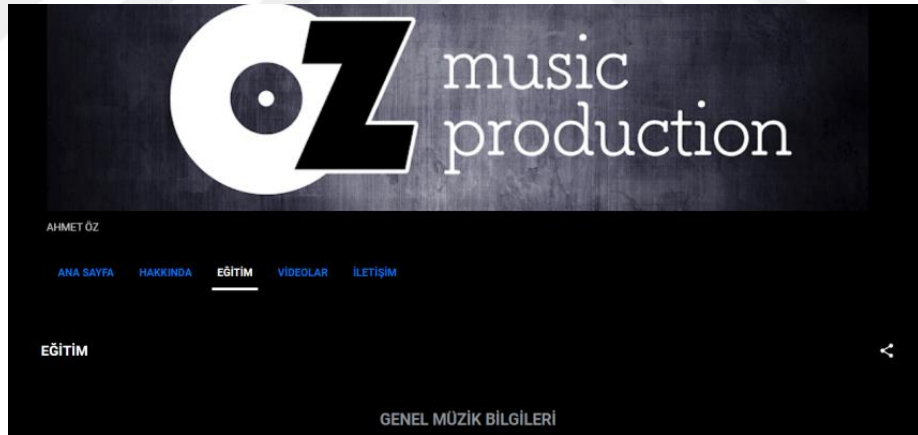 OZ music
production
AHMET ÖZ
ANA SAYFA HAKKINDA EĞİTİM VİDEOLAR İLETİŞİM
EĞİTİM
GENEL MÜZİK BİLGİLERİ